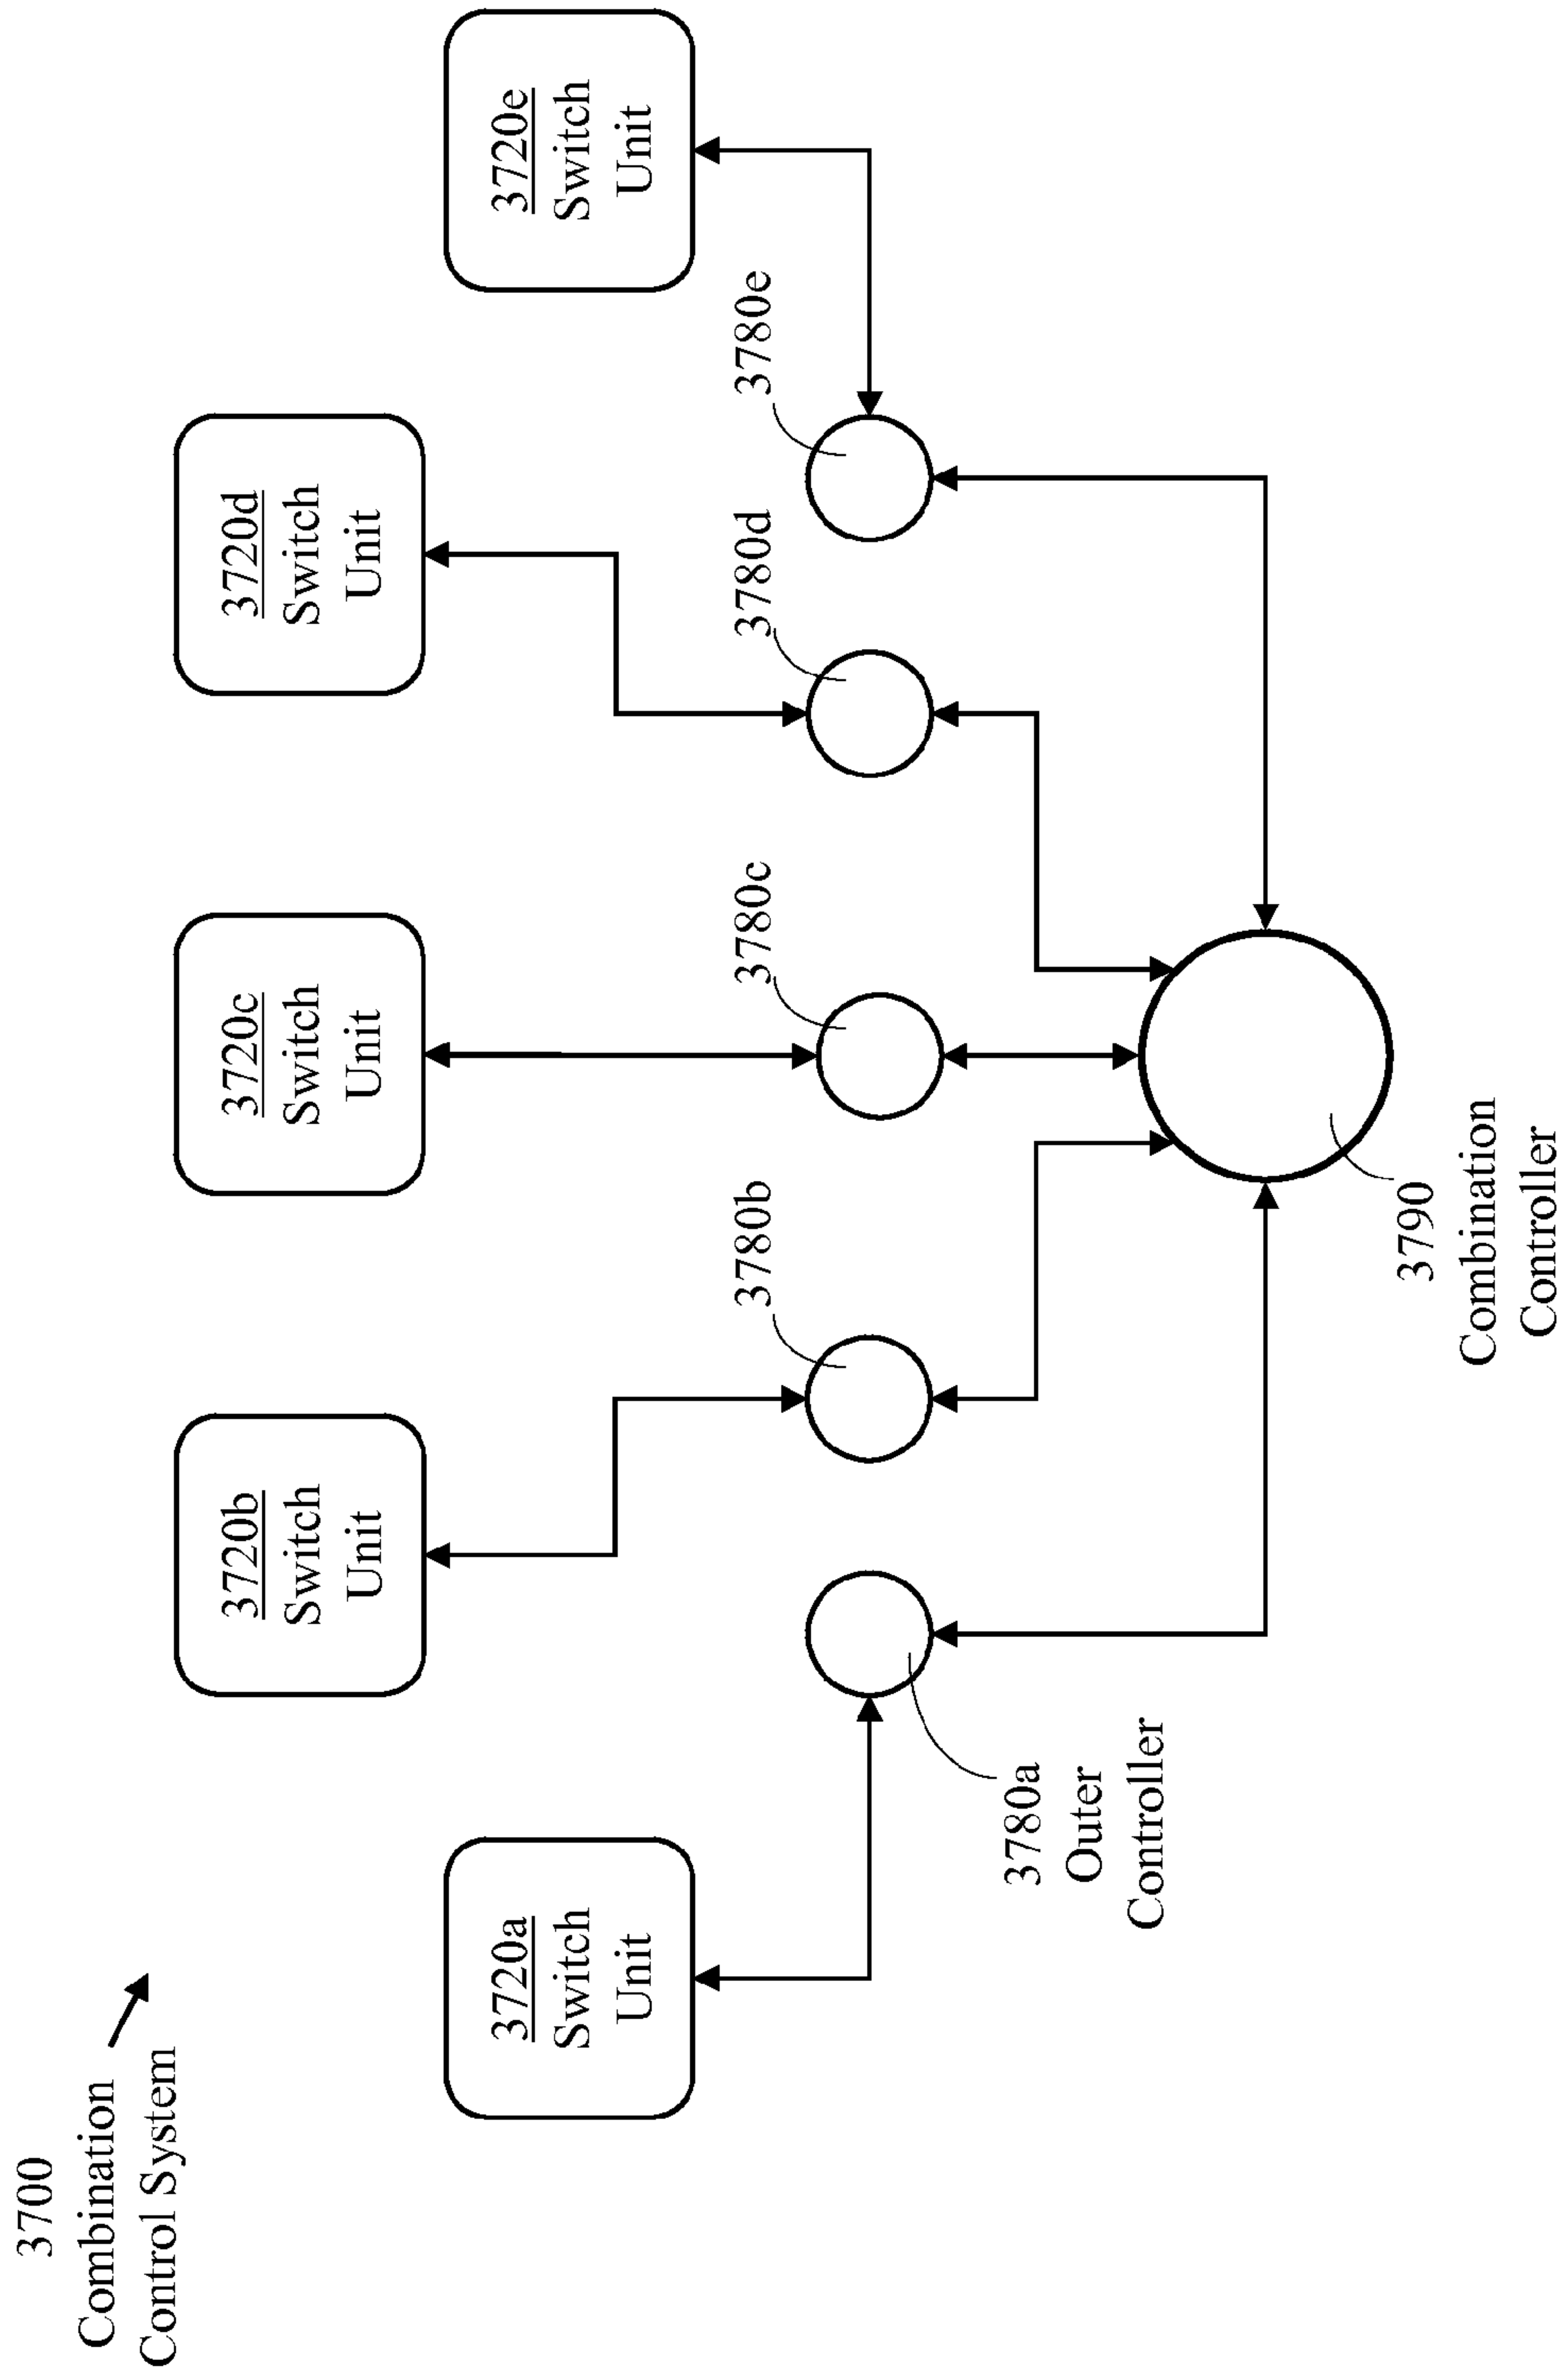 3700
Combination
Control System
3720a
Switch
Unit
3720b
Switch
Unit
3720c
Switch
Unit
3720d
Switch
Unit
3720e
Switch
Unit
3780a
Outer
Controller
3780b
3780c
3780d
3780e
3790
Combination
Controller